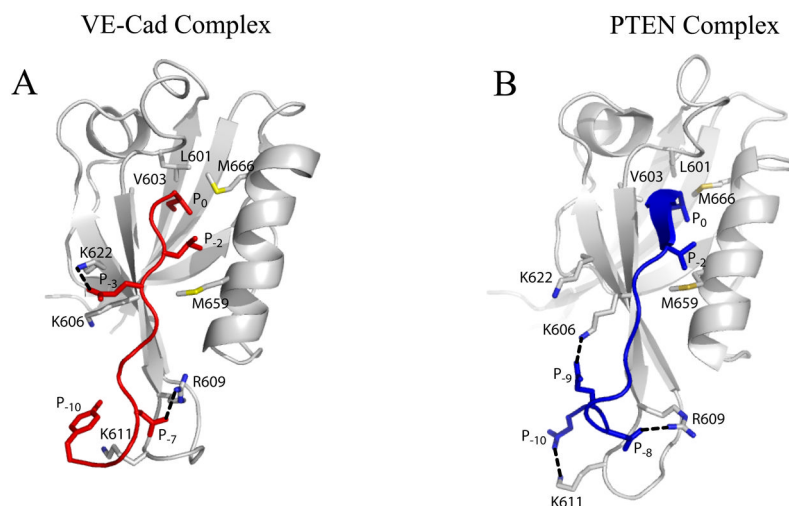 VE-Cad Complex
PTEN Complex
A
B
L601
M666
V603
P0
K622
P-2
P-3
M659
K606
R609
P-10
K611
P-7
L601
V603
M666
P0
P-2
K622
M659
K606
P-9
R609
P-10
P-8
K611